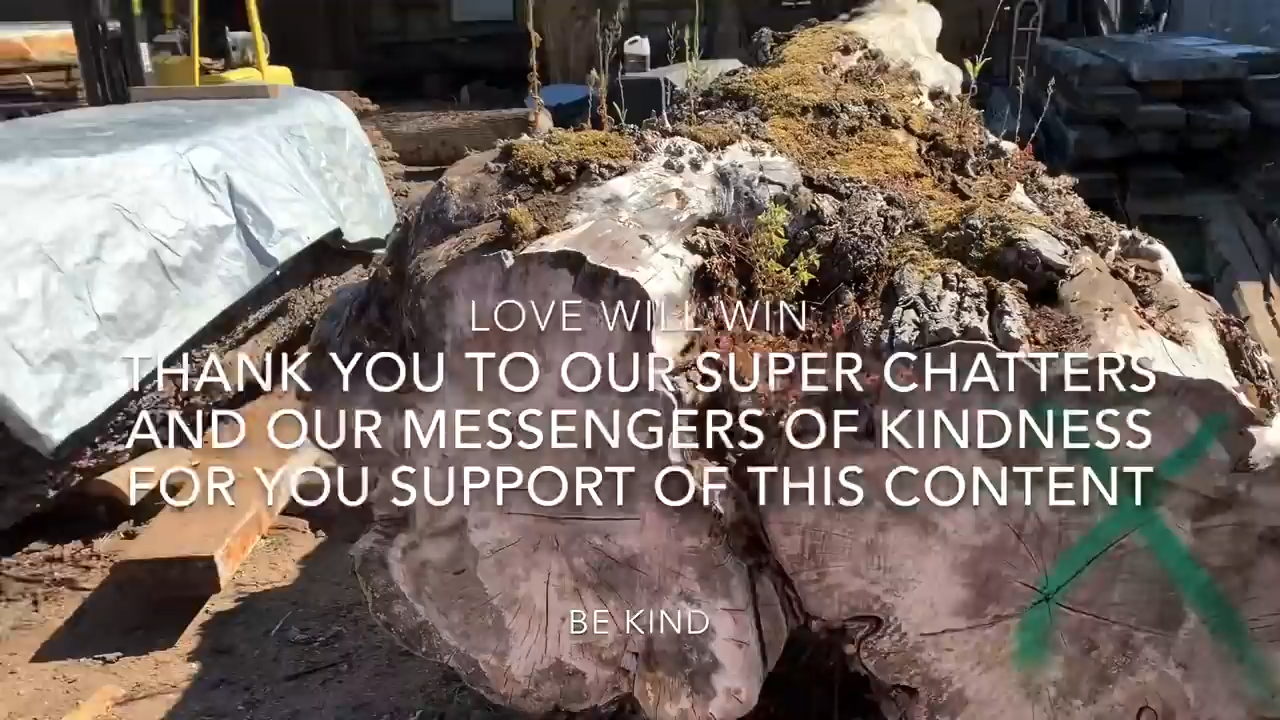 LOVE WILL WIN
THANK YOU TO OUR SUPER CHATTERS
AND OUR MESSENGERS OF KINDNESS
FOR YOU SUPPORT OF THIS CONTENT
BE KIND